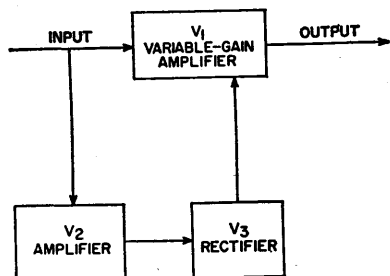 INPUT
V1
VARIABLE-GAIN
AMPLIFIER
OUTPUT
V2
AMPLIFIER
V3
RECTIFIER